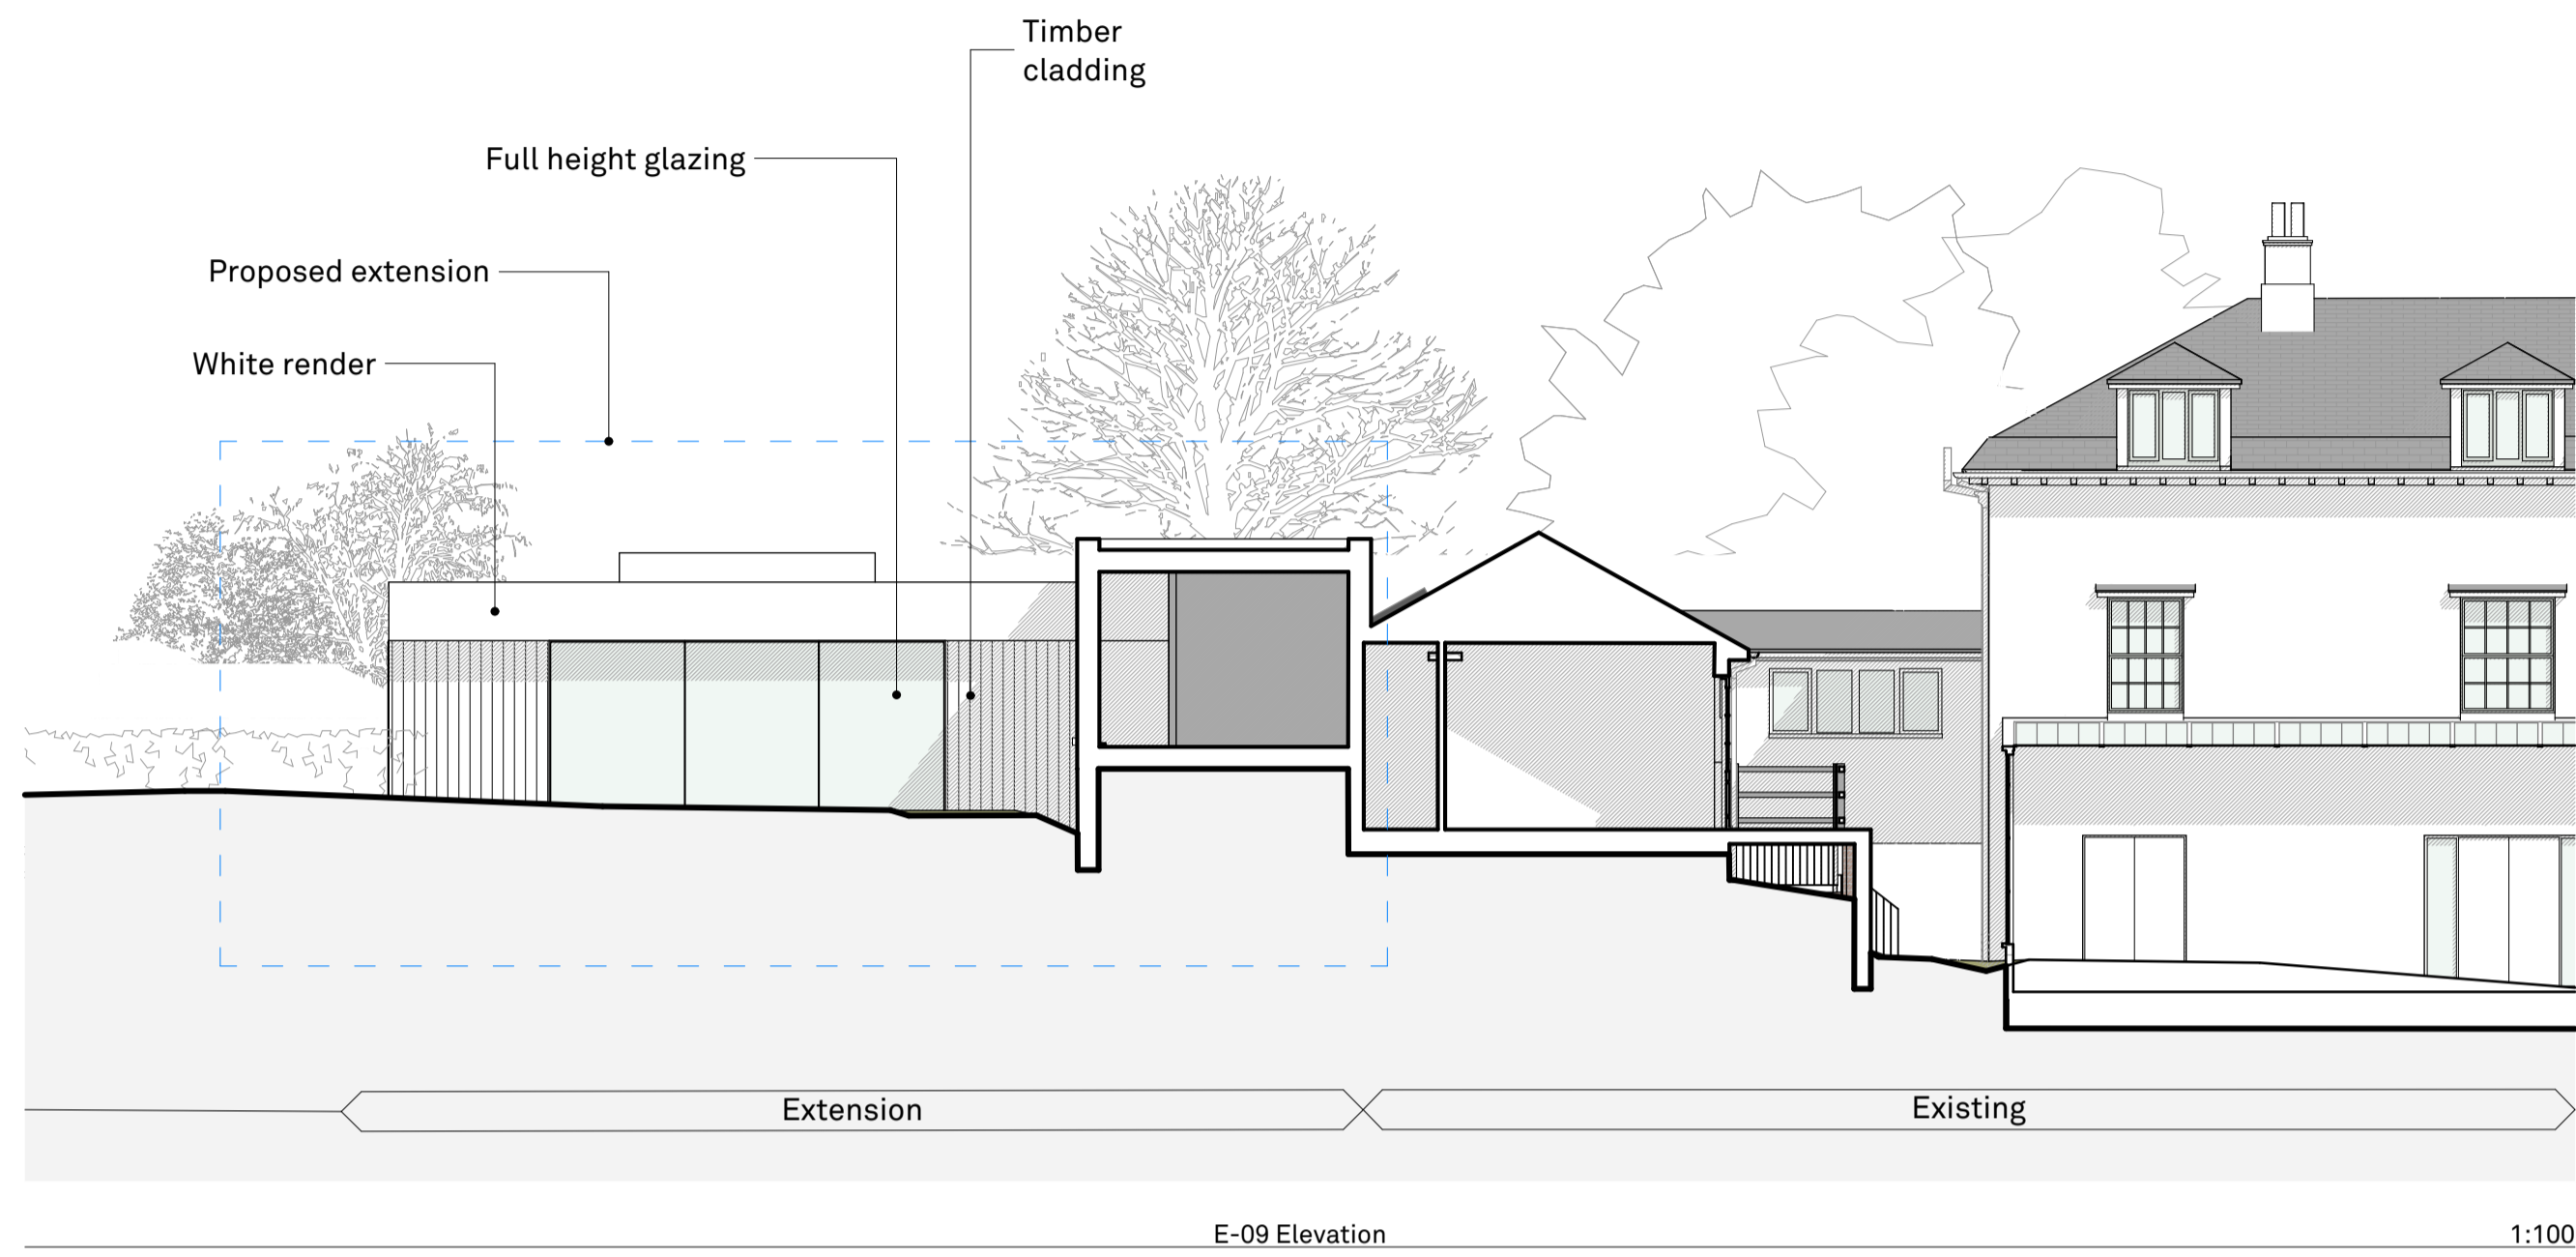 Timber
cladding
Full height glazing
Proposed extension
White render
Extension
Existing
E-09 Elevation
1:100